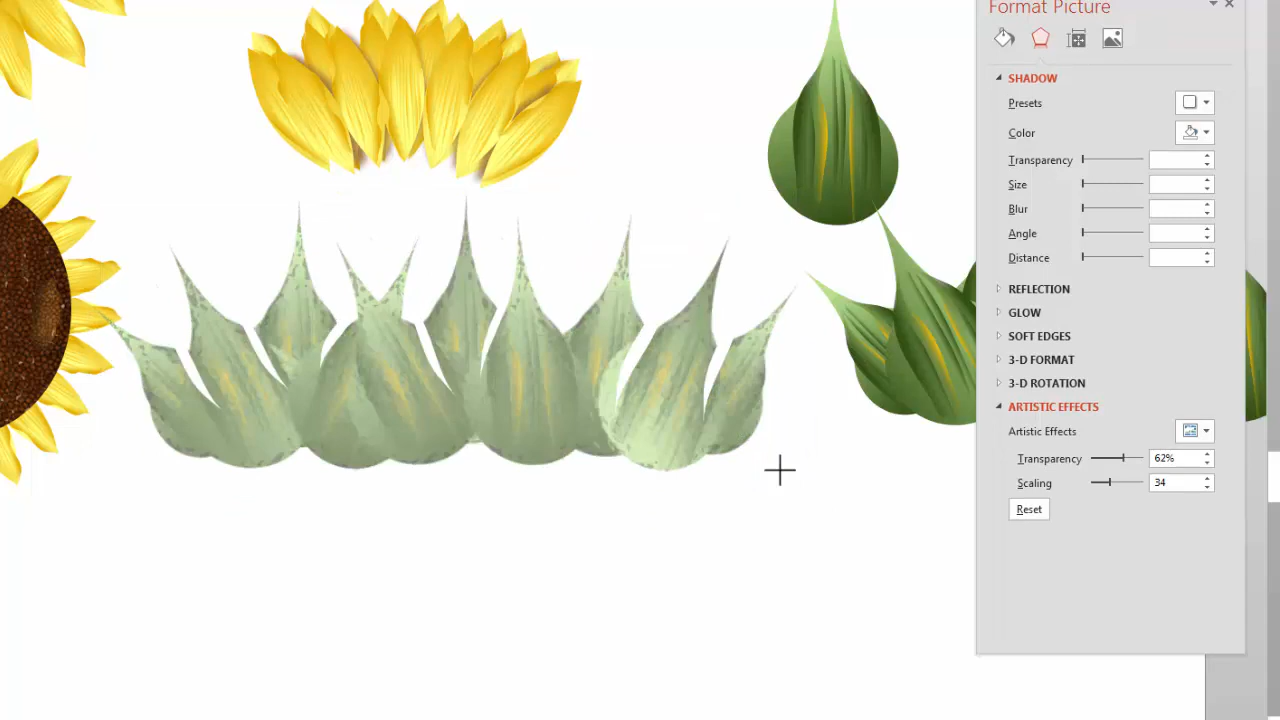 Format Picture
SHADOW
Presets
Color
Transparency
Size
Blur
Angle
Distance
REFLECTION
GLOW
SOFT EDGES
3-D FORMAT
3-D ROTATION
ARTISTIC EFFECTS
Artistic Effects
Transparency 62%
Scaling 34
Reset